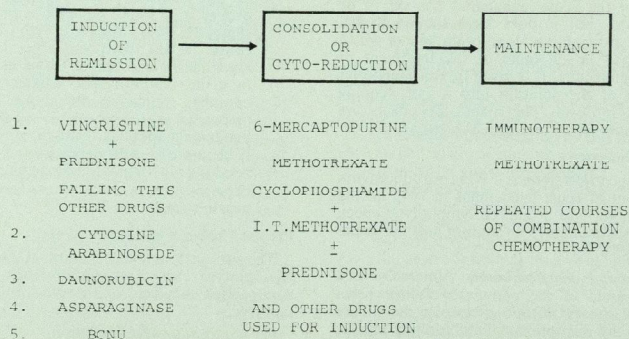 INDUCTION
OF
REMISSION
CONSOLIDATION
OR
CYTO-REDUCTION
MAINTENANCE
1. VINCRISTINE
+
PREDNISONE
FAILING THIS
OTHER DRUGS
2. CYTOSINE
ARABINOSIDE
3. DAUNORUBICIN
4. ASPARAGINASE
5. BCNU
6-MERCAPTOPURINE
METHOTREXATE
CYCLOPHOSPHAMIDE
+
I.T.METHOTREXATE
±
PREDNISONE
AND OTHER DRUGS
USED FOR INDUCTION
IMMUNOTHERAPY
METHOTREXATE
REPEATED COURSES
OF COMBINATION
CHEMOTHERAPY